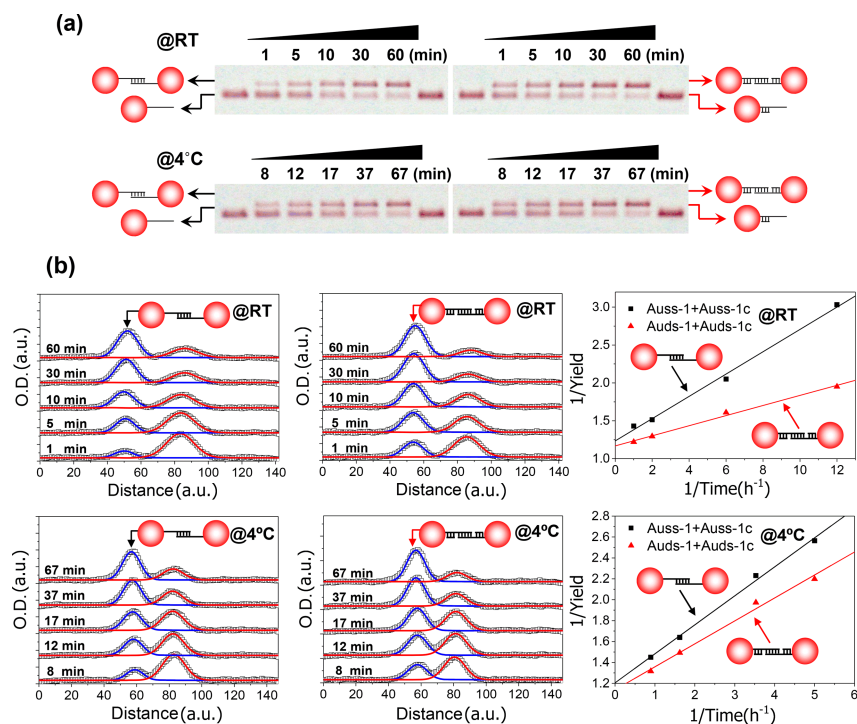 (a)
@RT
1 5 10 30 60 (min)
1 5 10 30 60 (min)
@4°C
8 12 17 37 67 (min)
8 12 17 37 67 (min)
(b)
@RT
60 min
30 min
10 min
5 min
1 min
O.D. (a.u.)
0 20 40 60 80 100 120 140
Distance (a.u.)
@RT
60 min
30 min
10 min
5 min
1 min
O.D. (a.u.)
0 20 40 60 80 100 120 140
Distance (a.u.)
Auss-1+Auss-1c
Auds-1+Auds-1c
@RT
3.0
2.5
2.0
1.5
1.2
1/Yield
0 2 4 6 8 10 12
1/Time(h⁻¹)
@4ºC
67 min
37 min
17 min
12 min
8 min
O.D. (a.u.)
0 20 40 60 80 100 120 140
Distance (a.u.)
@4ºC
67 min
37 min
17 min
12 min
8 min
O.D. (a.u.)
0 20 40 60 80 100 120 140
Distance (a.u.)
Auss-1+Auss-1c
Auds-1+Auds-1c
@4ºC
2.8
2.6
2.4
2.2
2.0
1.8
1.6
1.4
1.2
1.0
1/Yield
0 1 2 3 4 5 6
1/Time(h⁻¹)